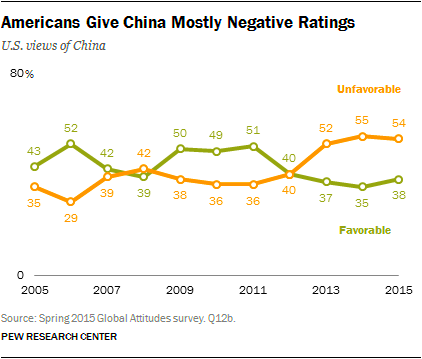 Americans Give China Mostly Negative Ratings
U.S. views of China
80%
Unfavorable
43 52 42 42 50 49 51 40 52 55 54
35 29 39 39 38 36 36 40 37 35 38
Favorable
0
2005 2007 2009 2011 2013 2015
Source: Spring 2015 Global Attitudes survey. Q12b.
PEW RESEARCH CENTER